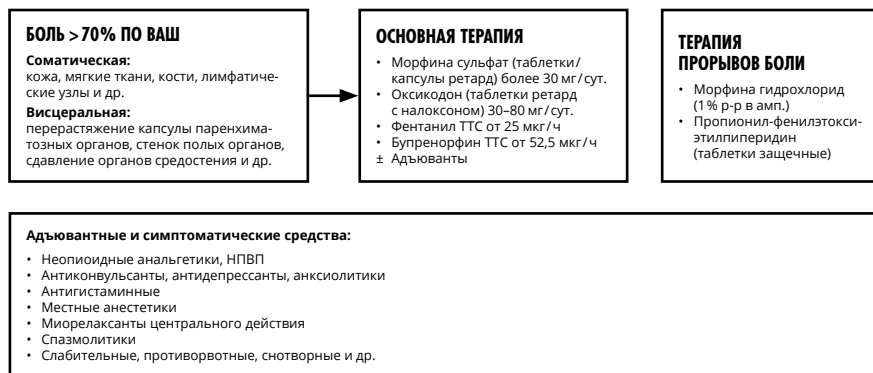 БОЛЬ >70% ПО ВАШ
Соматическая:
кожа, мягкие ткани, кости, лимфатиче-
ские узлы и др.
Висцеральная:
перерастяжение капсулы паренхима-
тозных органов, стенок полых органов,
сдавление органов средостения и др.
ОСНОВНАЯ ТЕРАПИЯ
• Морфина сульфат (таблетки/
капсулы ретард) более 30 мг/сут.
• Оксикодон (таблетки ретард
с налоксоном) 30–80 мг/сут.
• Фентанил ТТС от 25 мкг/ч
• Бупренорфин ТТС от 52,5 мкг/ч
± Адъюванты
ТЕРАПИЯ
ПРОРЫВОВ БОЛИ
• Морфина гидрохлорид
(1% р-р в амп.)
• Пропионил-фенилэтокси-
этилпиперидин
(таблетки защечные)
Адъювантные и симптоматические средства:
• Неопиоидные анальгетики, НПВП
• Антиконвульсанты, антидепрессанты, анксиолитики
• Антигистаминные
• Местные анестетики
• Миорелаксанты центрального действия
• Спазмолитики
• Слабительные, противорвотные, снотворные и др.